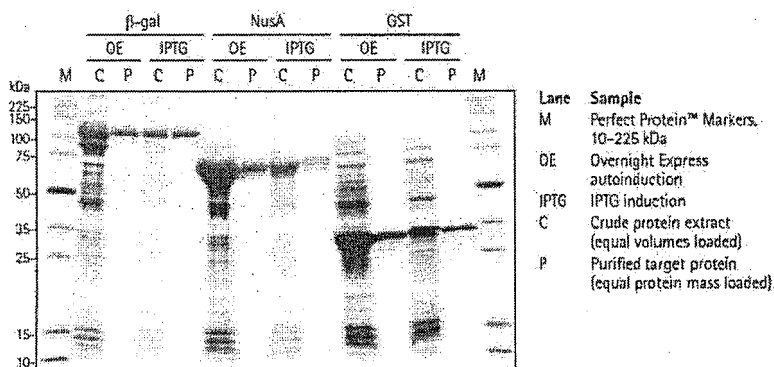 β-gal NusA GST
OE IPTG OE IPTG OE IPTG
kDa M C P C P C P C P C P C P M
225-
150-
100-
75-
50-
35-
25-
15-
10-
Lane Sample
M Perfect Protein™ Markers,
10–225 kDa
OE Overnight Express
autoinduction
IPTG IPTG induction
C Crude protein extract
(equal volumes loaded)
P Purified target protein
(equal protein mass loaded)